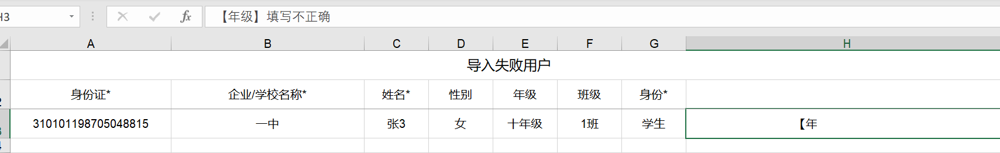 H3 fx 【年级】填写不正确
A B C D E F G H
导入失败用户
2 身份证* 企业/学校名称* 姓名* 性别 年级 班级 身份*
3 310101198705048815 一中 张3 女 十年级 1班 学生 【年
4